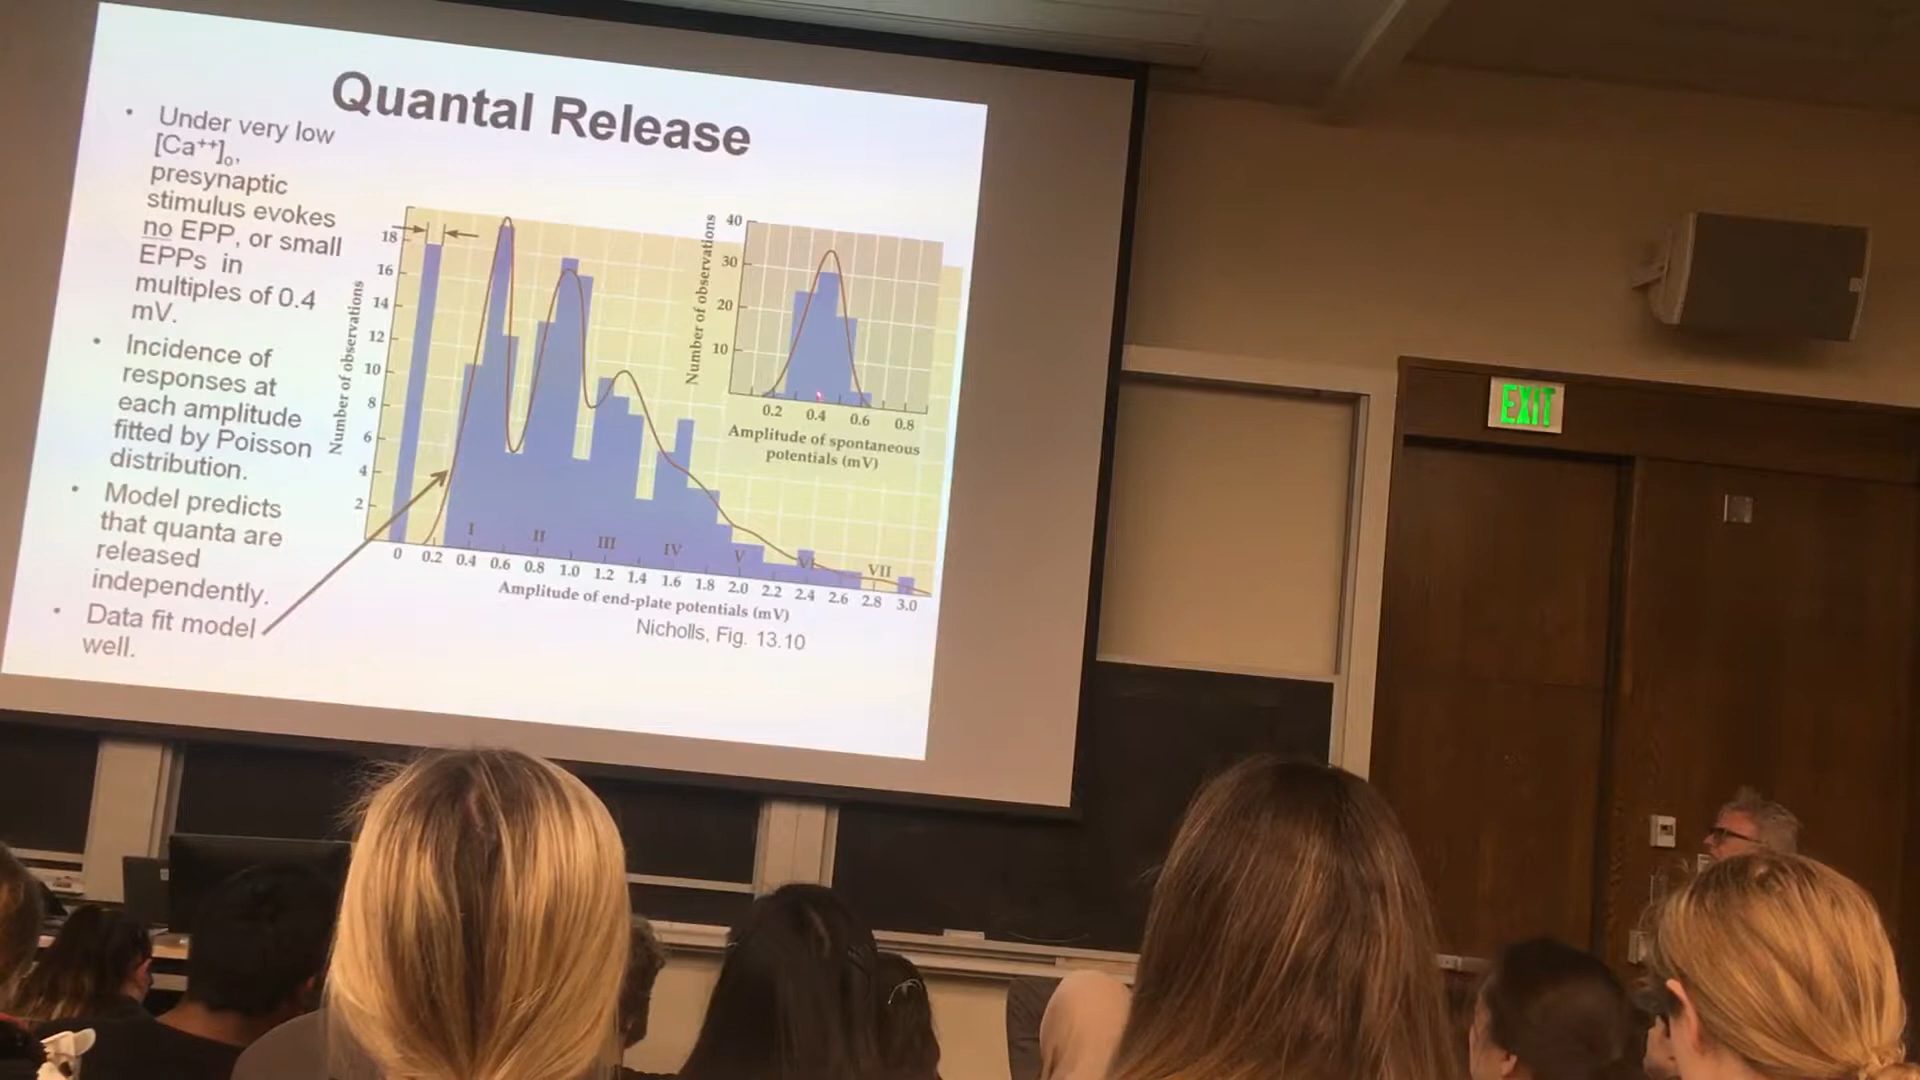 Quantal Release
• Under very low
[Ca++]o,
presynaptic
stimulus evokes
no EPP, or small
EPPs in
multiples of 0.4
mV.
• Incidence of
responses at
each amplitude
fitted by Poisson
distribution.
• Model predicts
that quanta are
released
independently.
• Data fit model
well.
Number of observations
18
16
14
12
10
8
6
4
2
I II III IV V VI VII
0 0.2 0.4 0.6 0.8 1.0 1.2 1.4 1.6 1.8 2.0 2.2 2.4 2.6 2.8 3.0
Amplitude of end-plate potentials (mV)
Number of observations
40
30
20
10
0.2 0.4 0.6 0.8
Amplitude of spontaneous
potentials (mV)
Nicholls, Fig. 13.10
EXIT